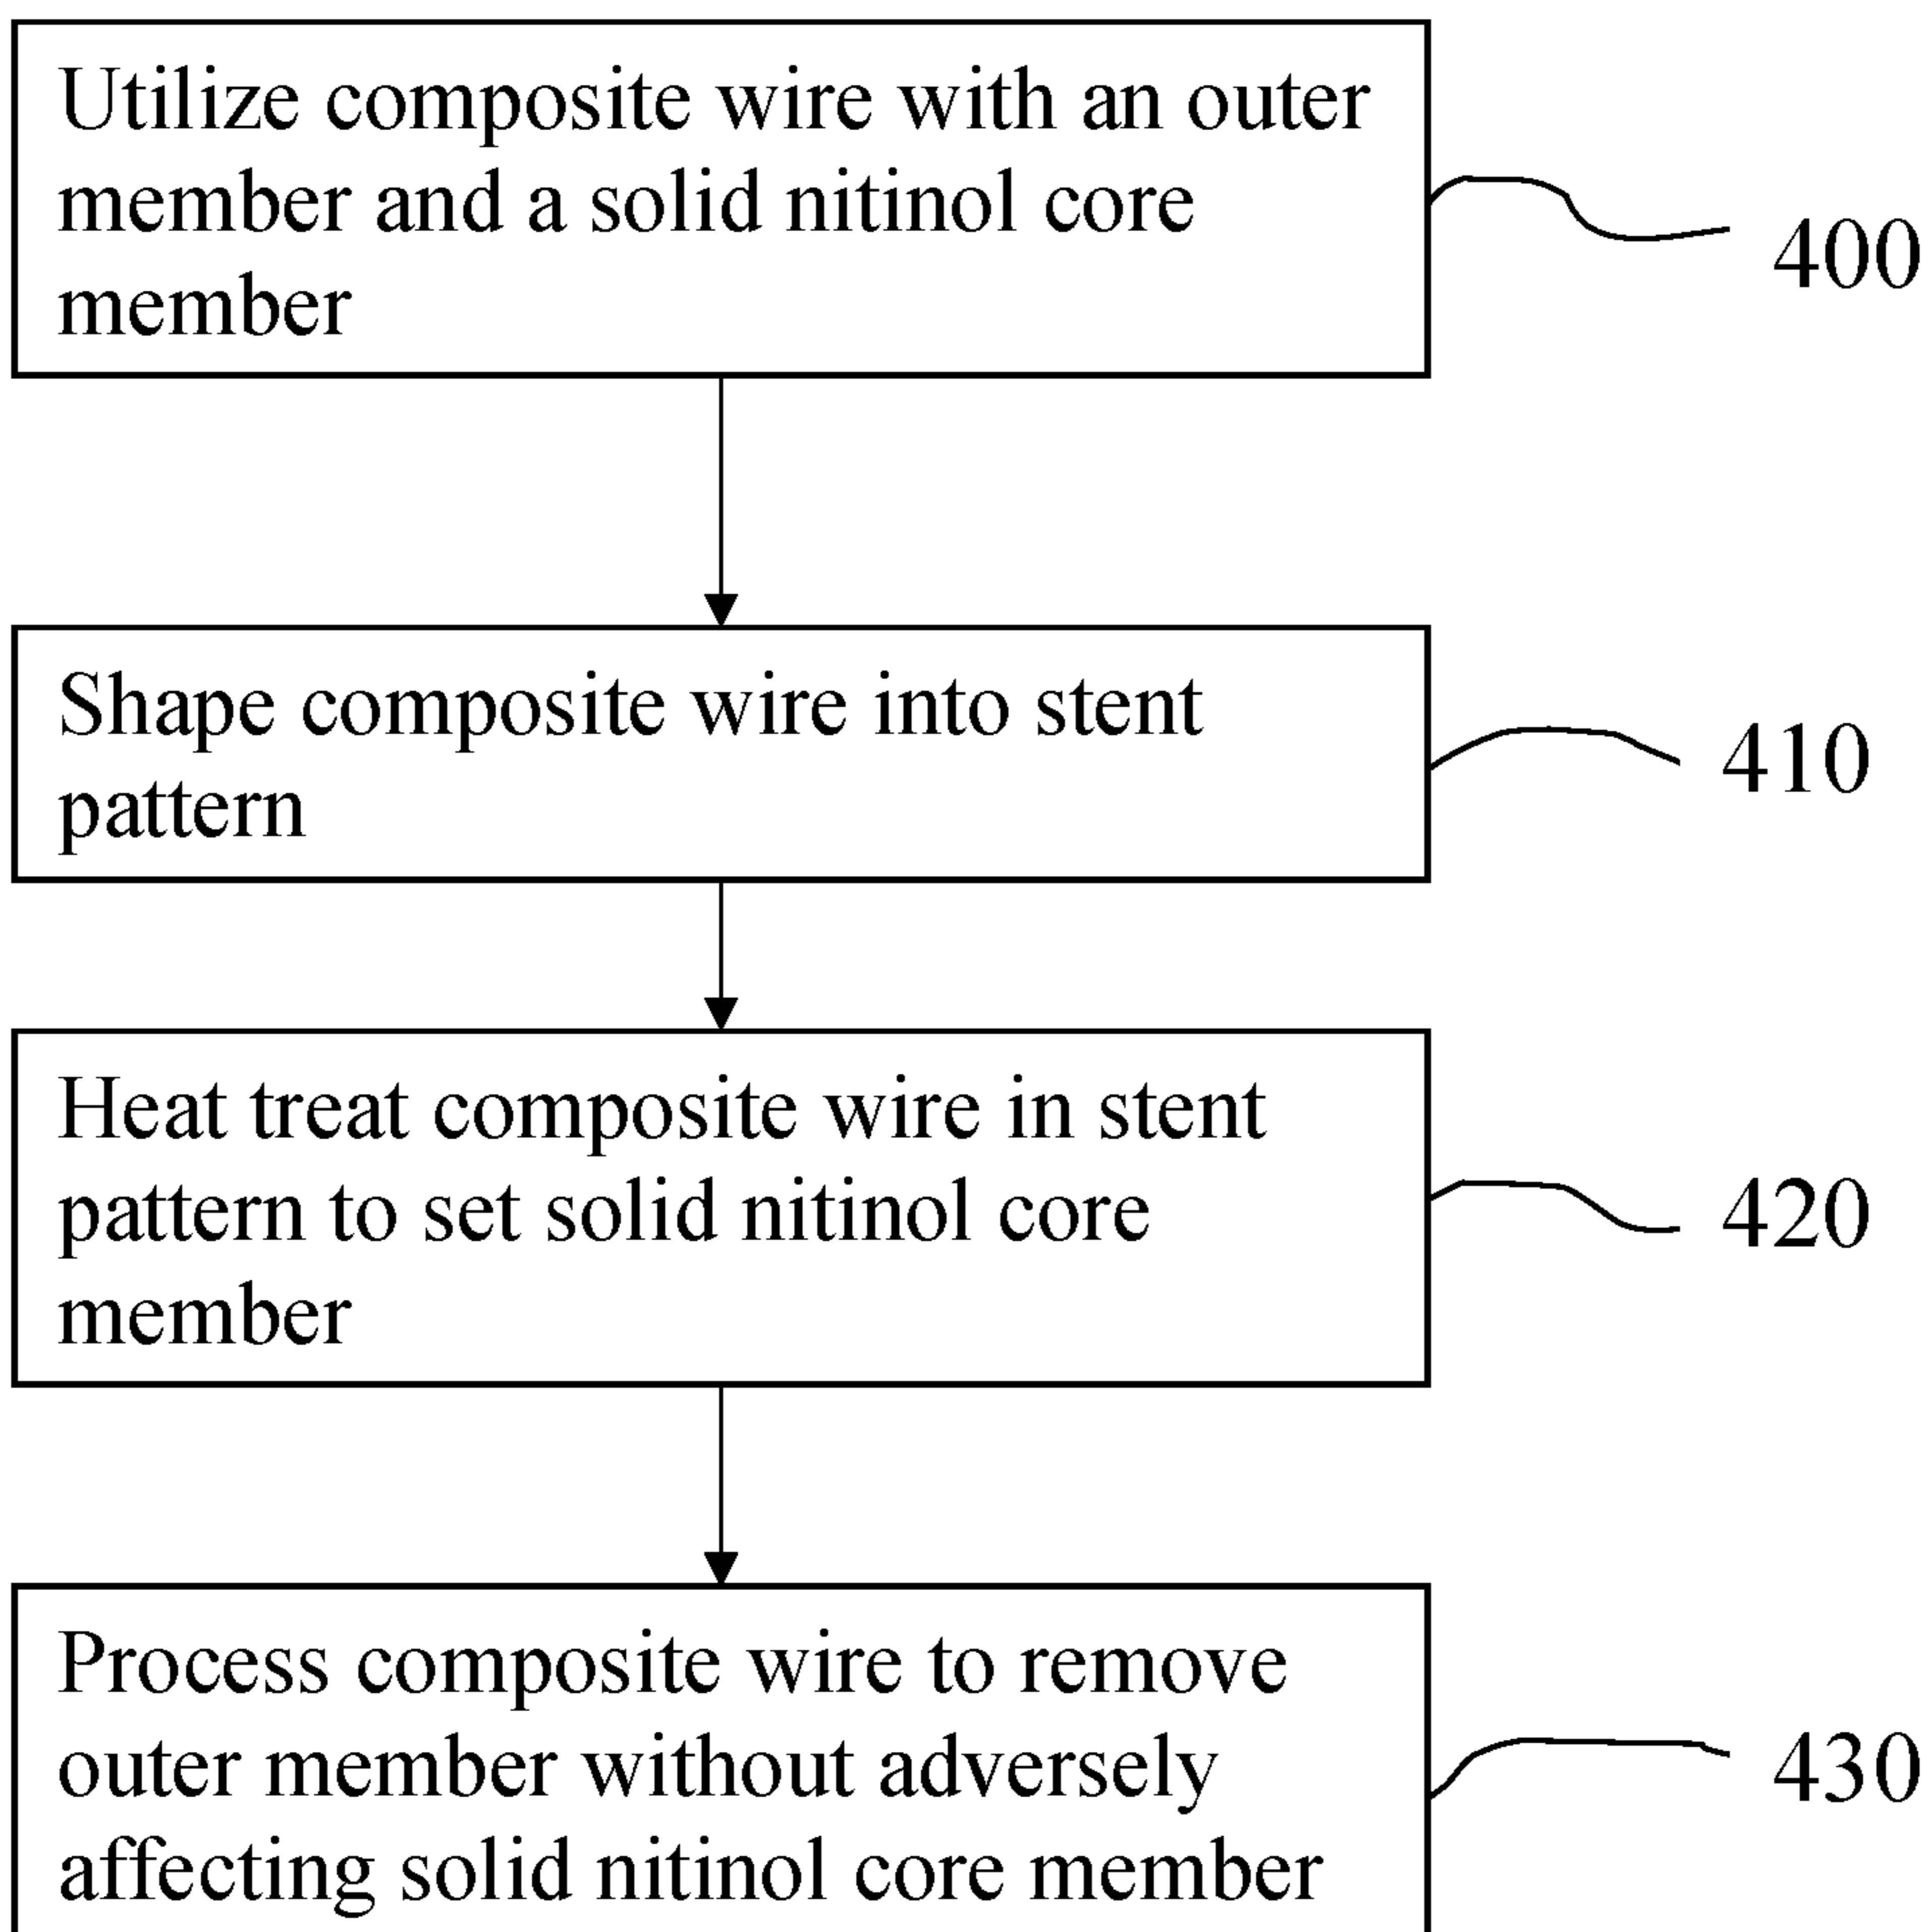 Utilize composite wire with an outer
member and a solid nitinol core
member
400
Shape composite wire into stent
pattern
410
Heat treat composite wire in stent
pattern to set solid nitinol core
member
420
Process composite wire to remove
outer member without adversely
affecting solid nitinol core member
430